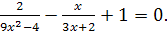 2/(9x²−4) − x/(3x+2) + 1 = 0.